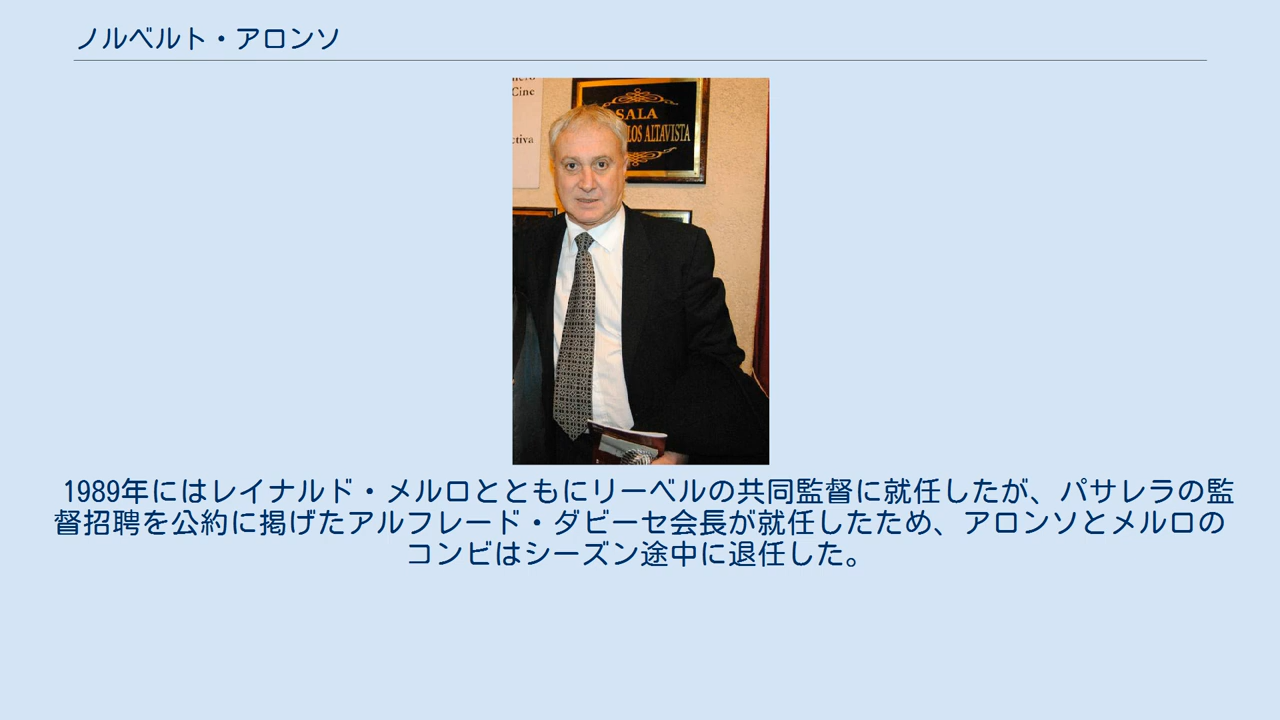 ノルベルト・アロンソ
Cine
ctiva
SALA
LOS ALTAVISTA
1989年にはレイナルド・メルロとともにリーベルの共同監督に就任したが、パサレラの監
督招聘を公約に掲げたアルフレード・ダビーセ会長が就任したため、アロンソとメルロの
コンビはシーズン途中に退任した。